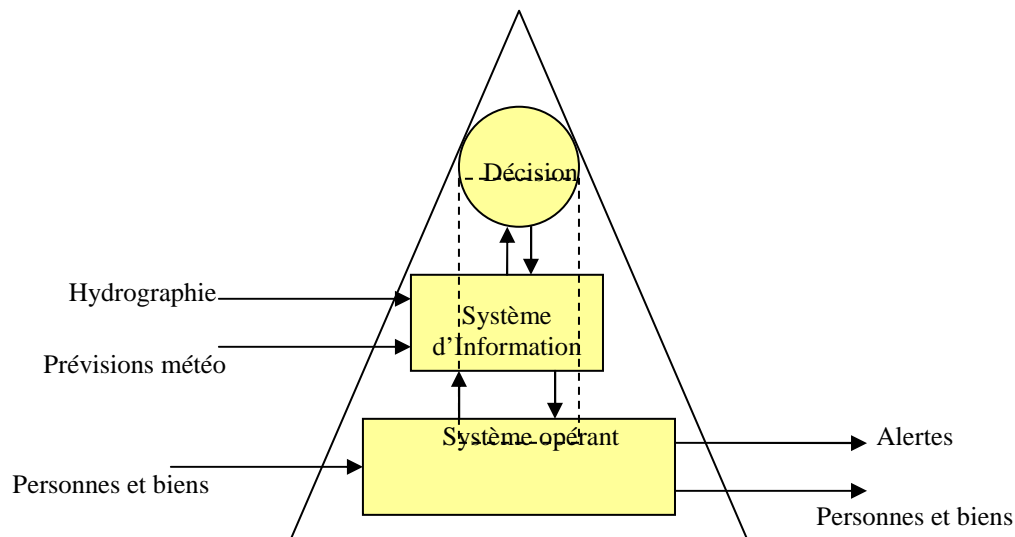 Décision
Hydrographie
Système
d’Information
Prévisions météo
Système opérant
Alertes
Personnes et biens
Personnes et biens